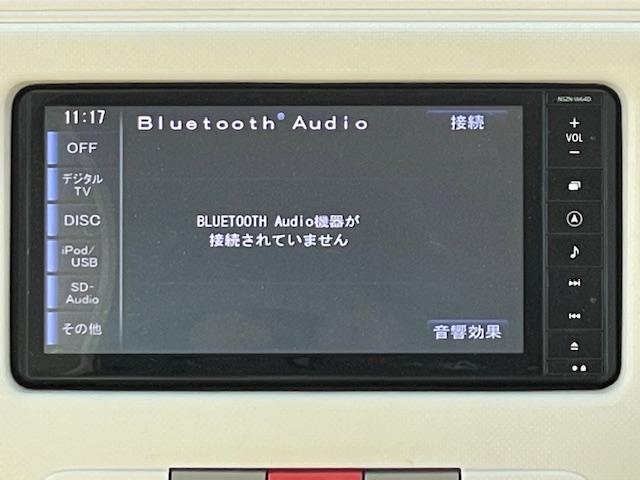 NSZN-W64D
11:17
Bluetooth® Audio
接続
OFF
デジタル
TV
DISC
iPod/
USB
SD-
Audio
その他
BLUETOOTH Audio機器が
接続されていません
音響効果
+
VOL
-